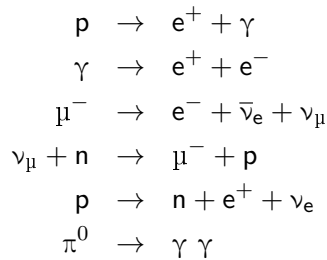 p → e⁺ + γ
γ → e⁺ + e⁻
μ⁻ → e⁻ + ν̄ₑ + ν_μ
ν_μ + n → μ⁻ + p
p → n + e⁺ + νₑ
π⁰ → γ γ